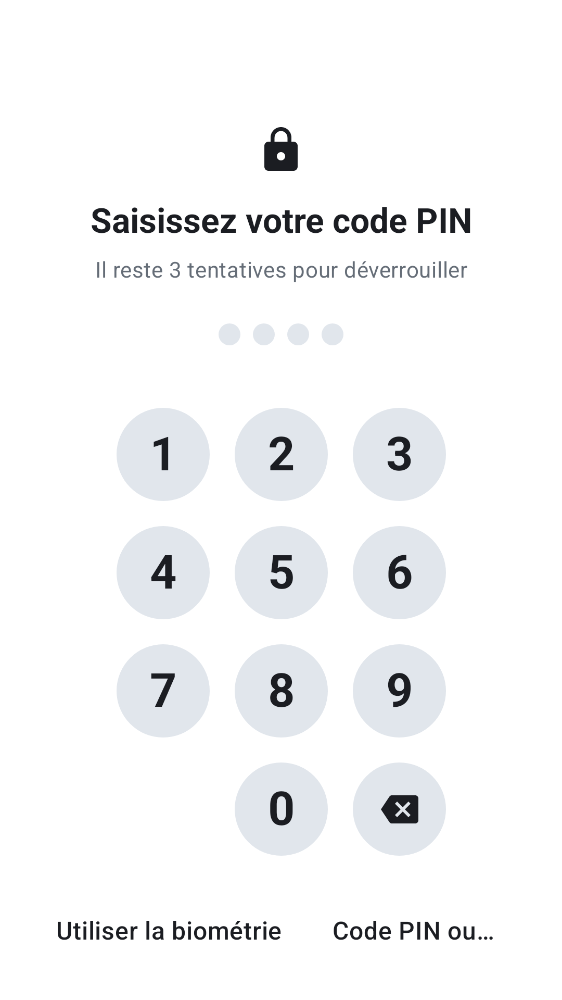 Saisissez votre code PIN
Il reste 3 tentatives pour déverrouiller
1 2 3
4 5 6
7 8 9
0
Utiliser la biométrie Code PIN ou…